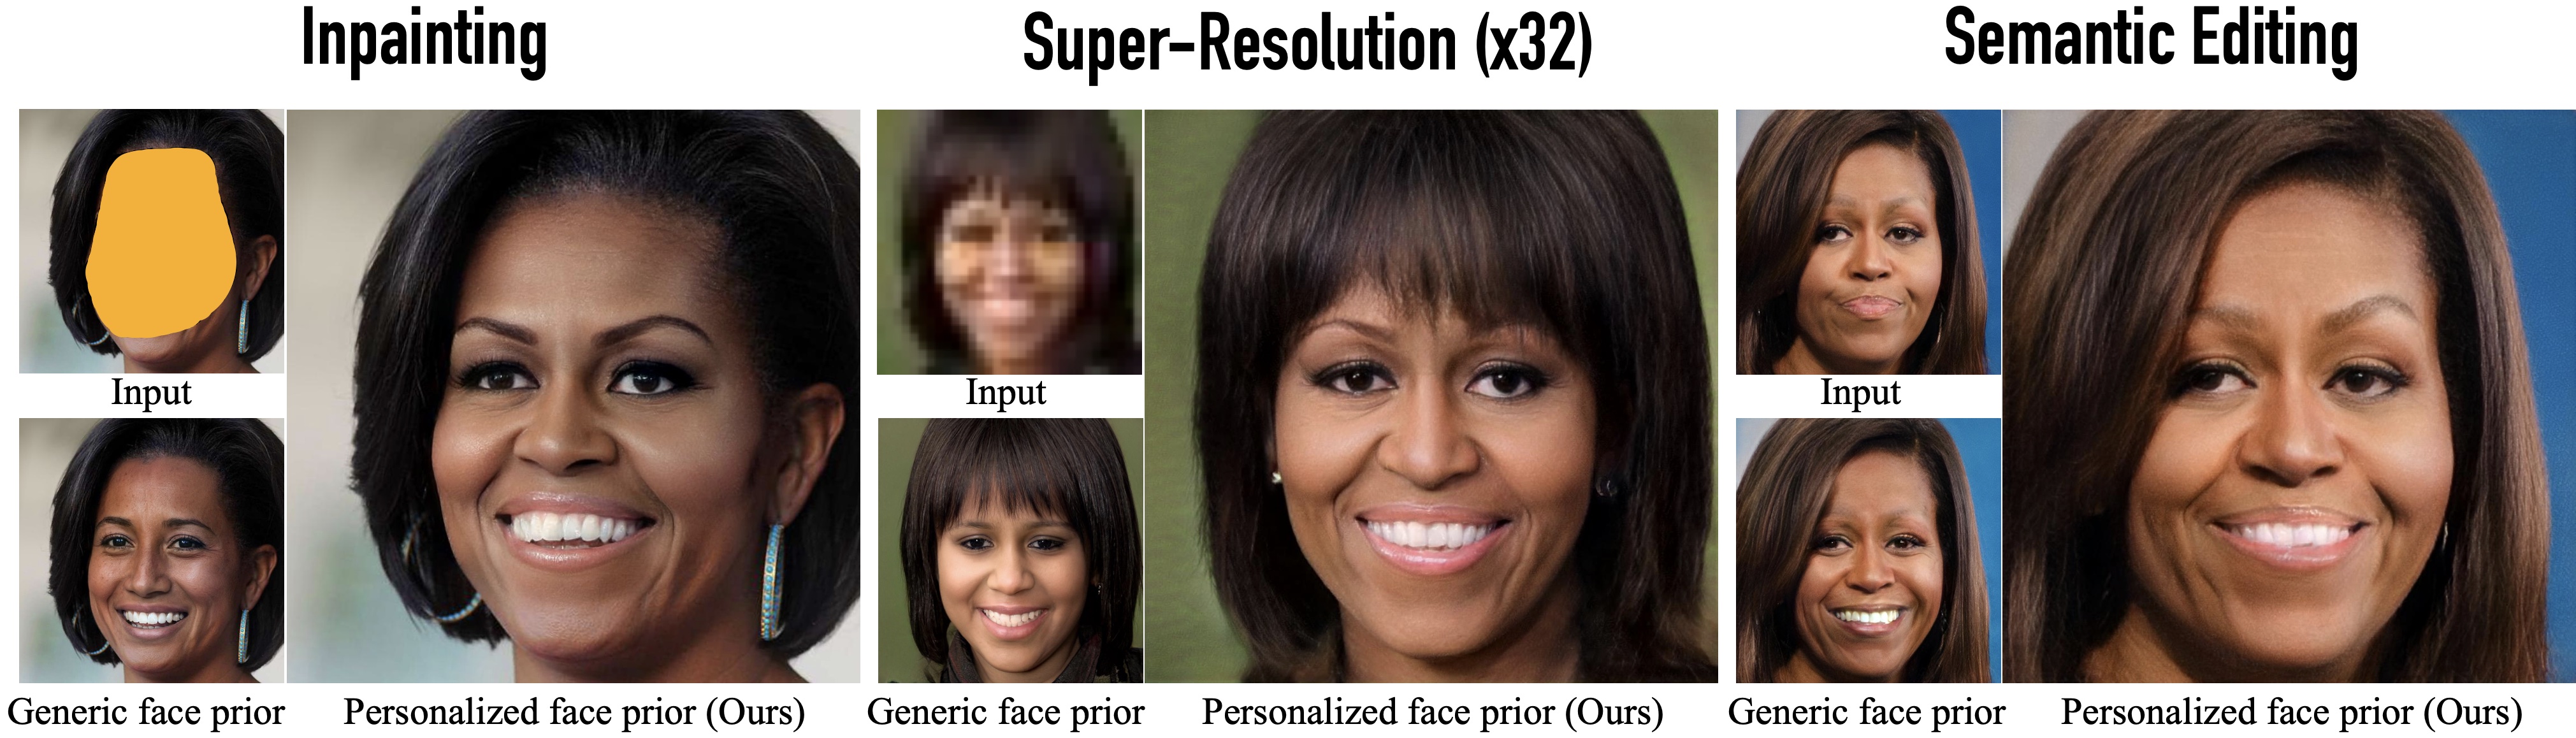 Inpainting
Super-Resolution (x32)
Semantic Editing
Input
Input
Input
Generic face prior
Personalized face prior (Ours)
Generic face prior
Personalized face prior (Ours)
Generic face prior
Personalized face prior (Ours)